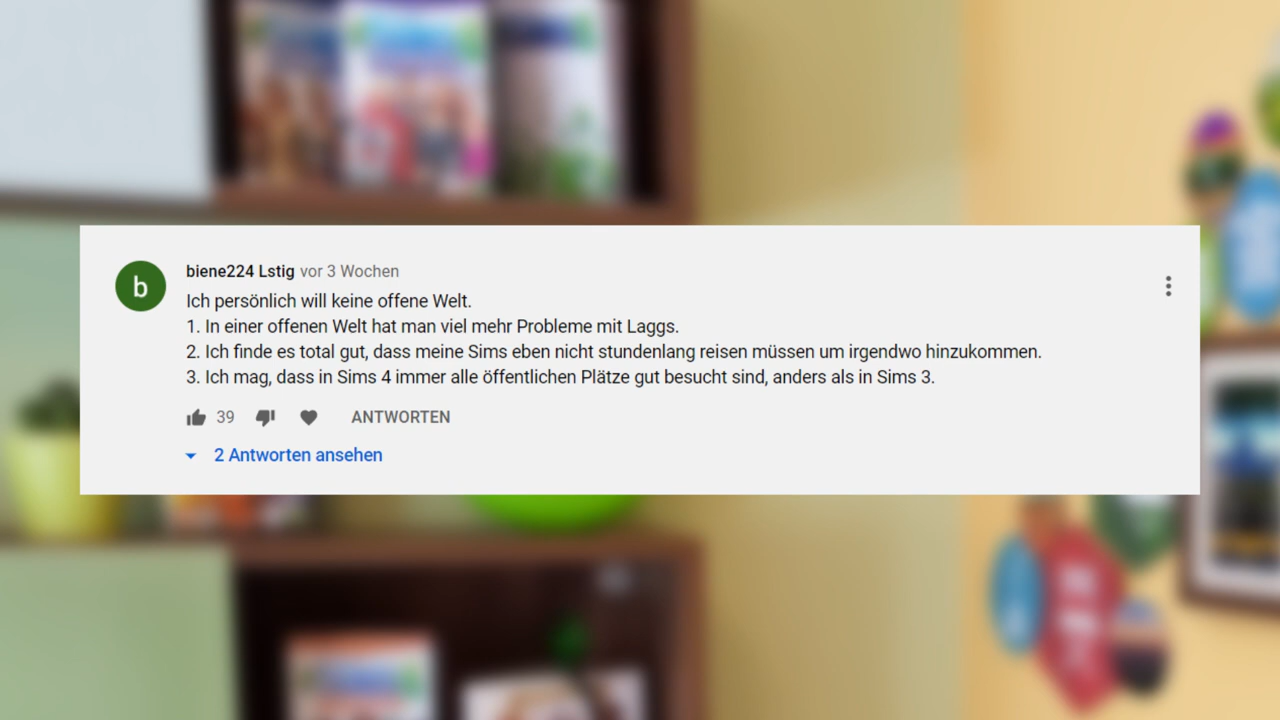 b
biene224 Lstig vor 3 Wochen
Ich persönlich will keine offene Welt.
1. In einer offenen Welt hat man viel mehr Probleme mit Laggs.
2. Ich finde es total gut, dass meine Sims eben nicht stundenlang reisen müssen um irgendwo hinzukommen.
3. Ich mag, dass in Sims 4 immer alle öffentlichen Plätze gut besucht sind, anders als in Sims 3.
39 ANTWORTEN
2 Antworten ansehen